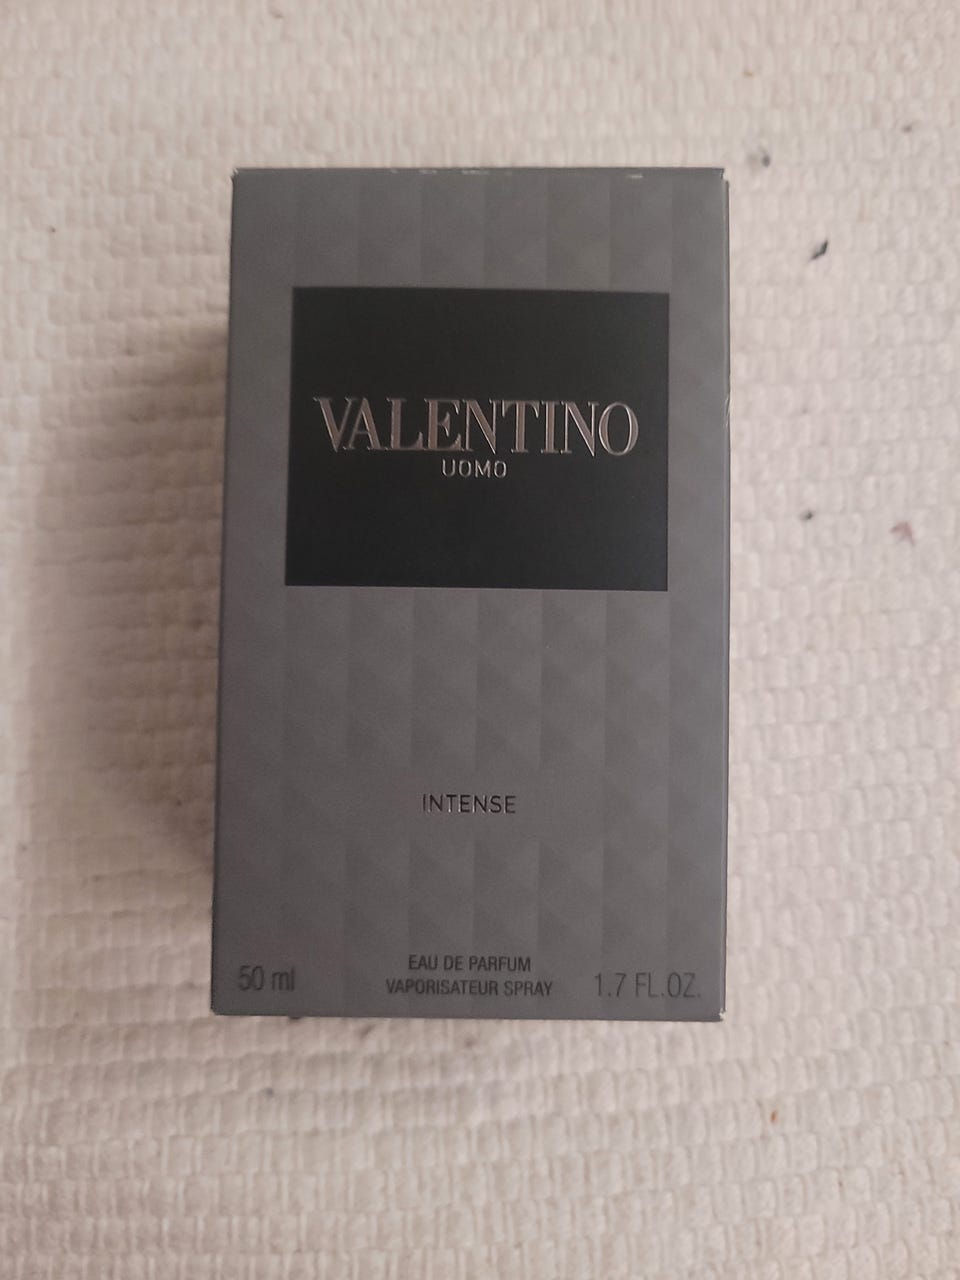 VALENTINO
UOMO
INTENSE
EAU DE PARFUM
50 ml VAPORISATEUR SPRAY 1.7 FL.OZ.